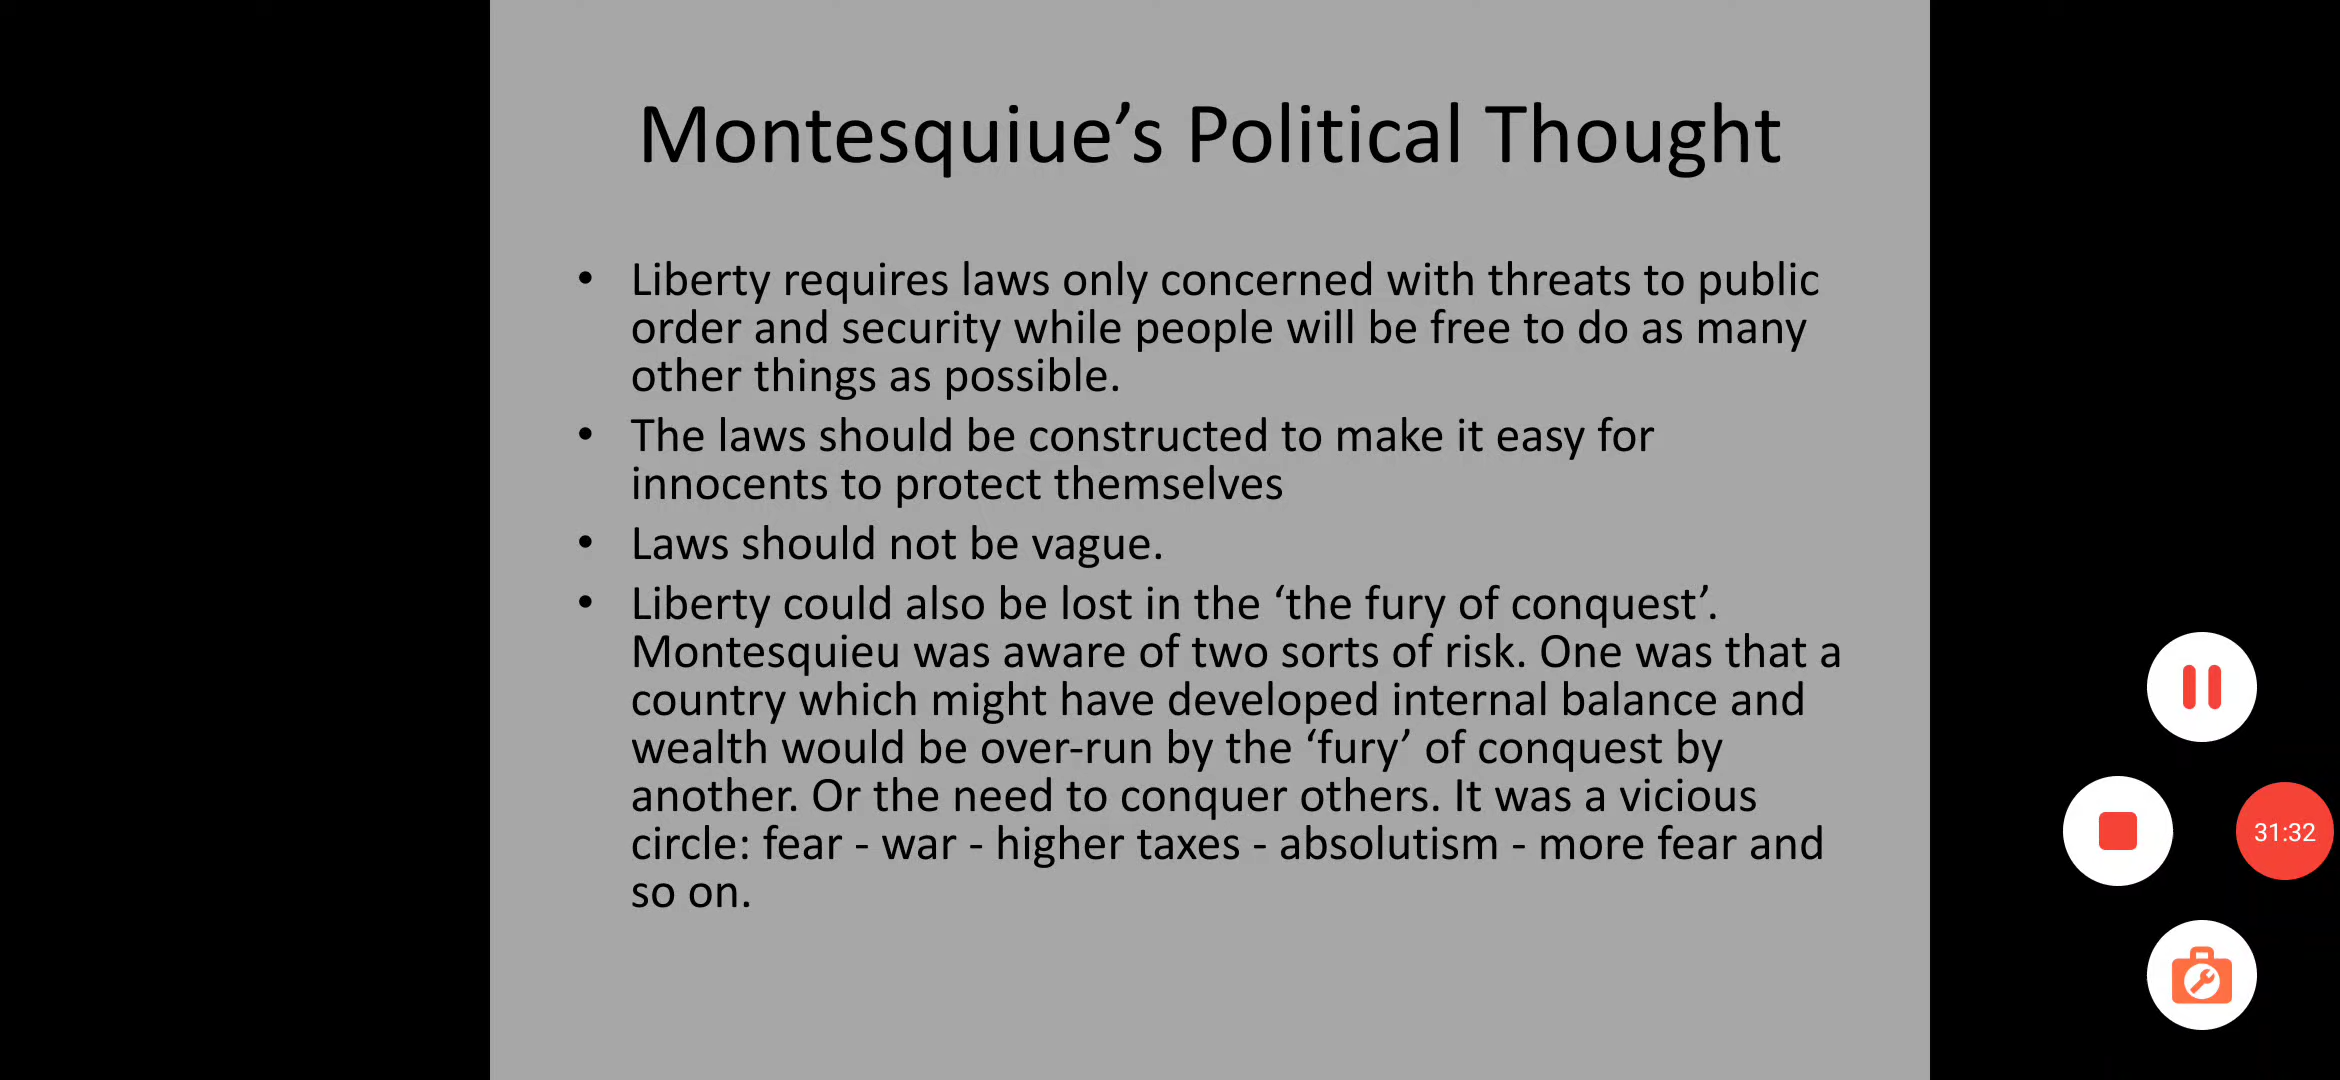 Montesquiue’s Political Thought
• Liberty requires laws only concerned with threats to public
order and security while people will be free to do as many
other things as possible.
• The laws should be constructed to make it easy for
innocents to protect themselves
• Laws should not be vague.
• Liberty could also be lost in the ‘the fury of conquest’.
Montesquieu was aware of two sorts of risk. One was that a
country which might have developed internal balance and
wealth would be over-run by the ‘fury’ of conquest by
another. Or the need to conquer others. It was a vicious
circle: fear - war - higher taxes - absolutism - more fear and
so on.
31:32